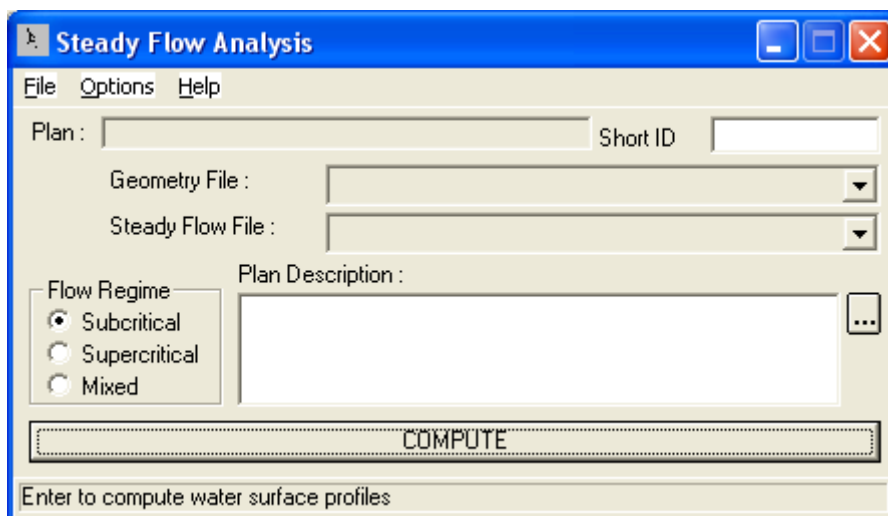 Steady Flow Analysis
File Options Help
Plan : Short ID
Geometry File :
Steady Flow File :
Plan Description :
Flow Regime
Subcritical
Supercritical
Mixed
...
COMPUTE
Enter to compute water surface profiles